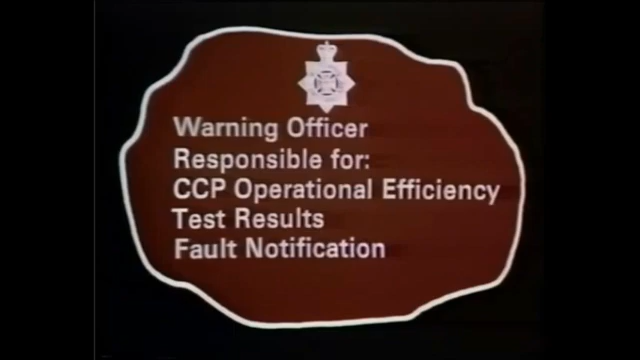 Warning Officer
Responsible for:
CCP Operational Efficiency
Test Results
Fault Notification